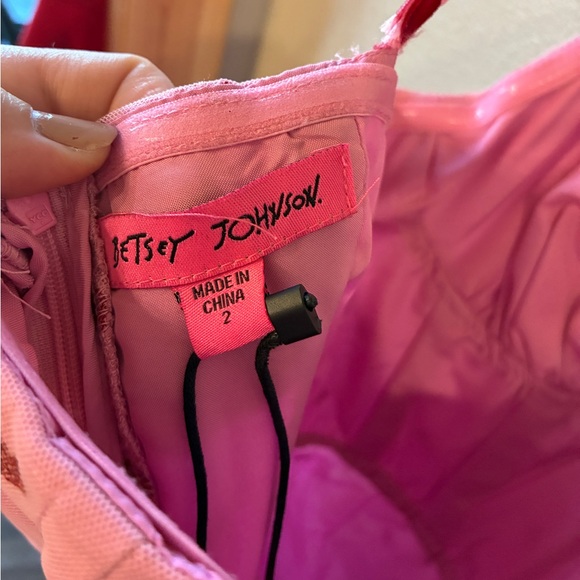 BETSEY JOHNSON.
MADE IN
CHINA
2